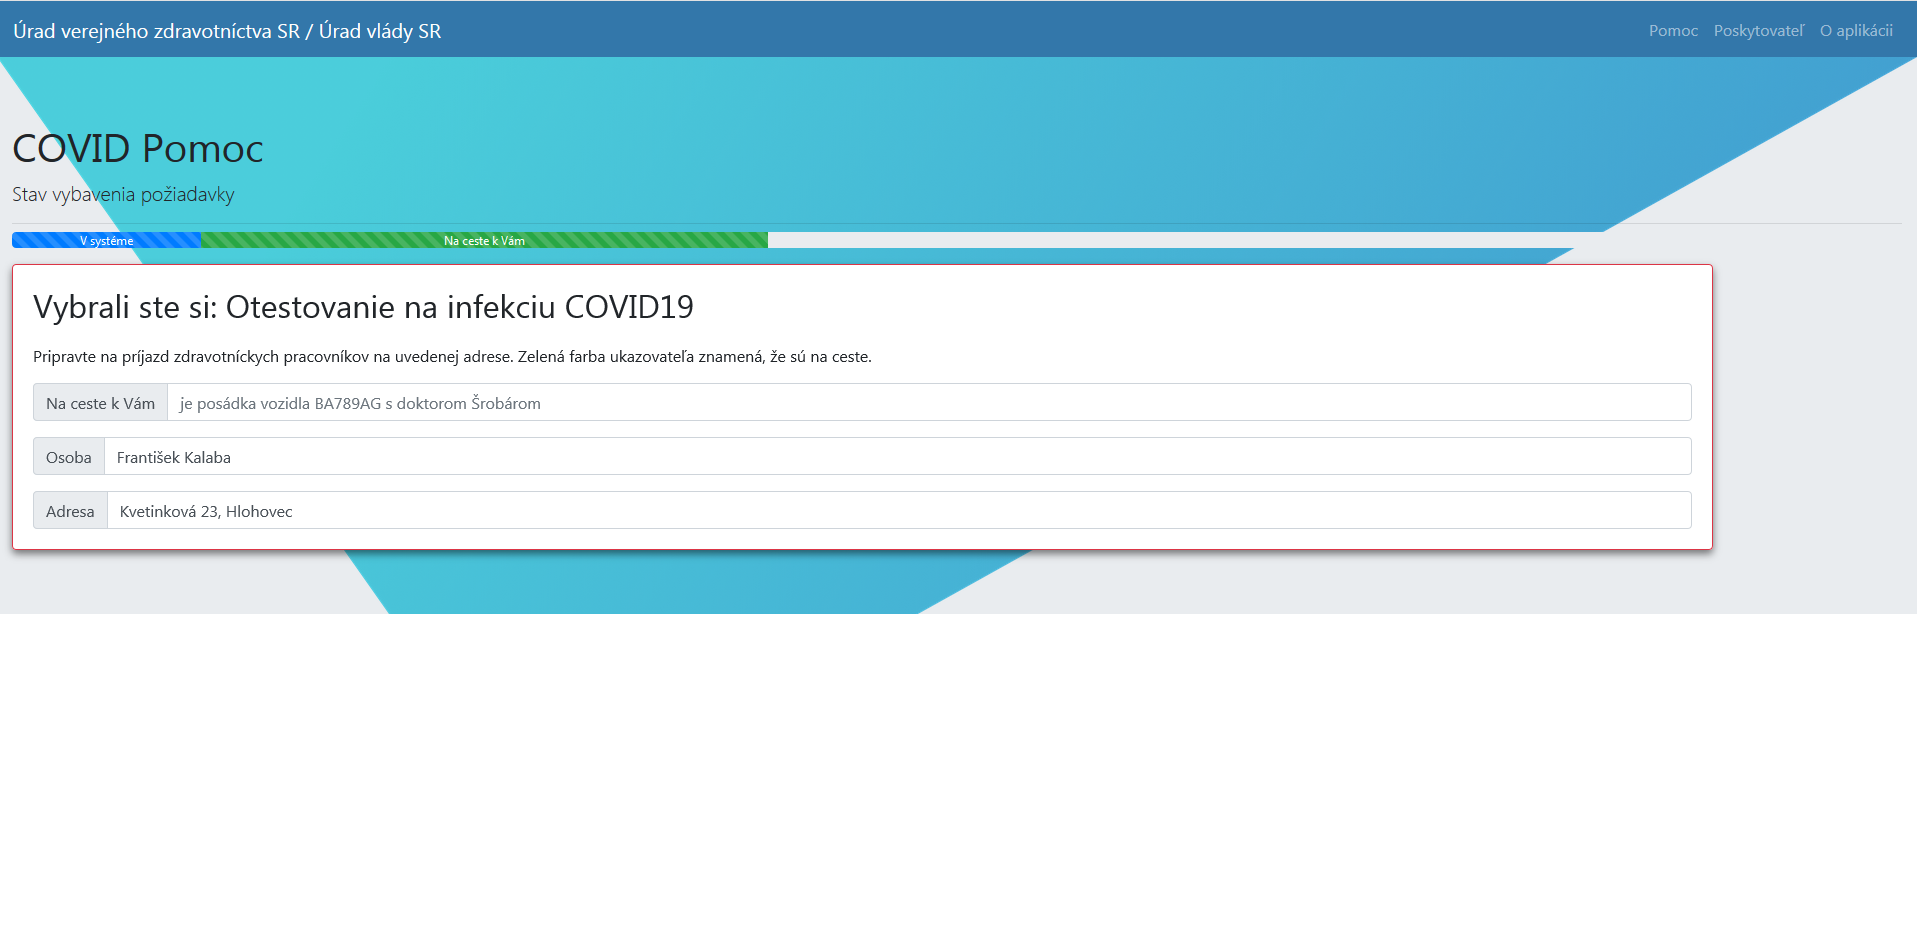 Úrad verejného zdravotníctva SR / Úrad vlády SR
Pomoc Poskytovateľ O aplikácii
COVID Pomoc
Stav vybavenia požiadavky
V systéme Na ceste k Vám
Vybrali ste si: Otestovanie na infekciu COVID19
Pripravte na príjazd zdravotníckych pracovníkov na uvedenej adrese. Zelená farba ukazovateľa znamená, že sú na ceste.
Na ceste k Vám je posádka vozidla BA789AG s doktorom Šrobárom
Osoba František Kalaba
Adresa Kvetinková 23, Hlohovec